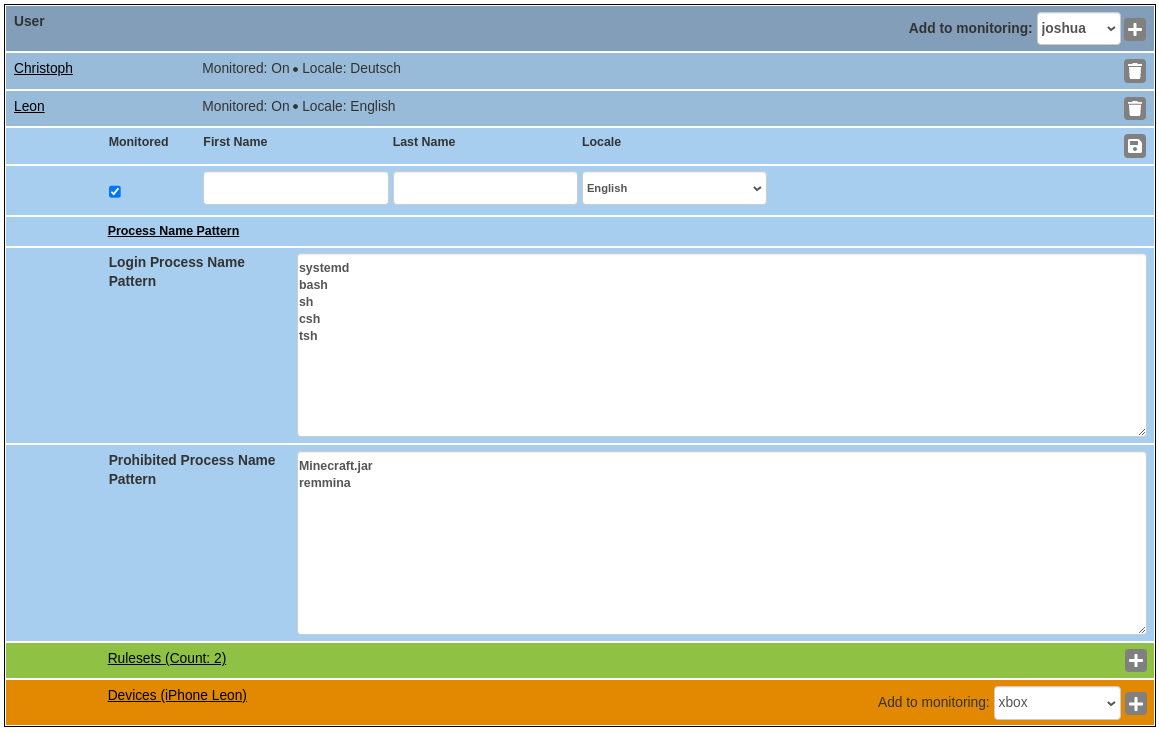 User
Add to monitoring: joshua
Christoph Monitored: On • Locale: Deutsch
Leon Monitored: On • Locale: English
Monitored First Name Last Name Locale
English
Process Name Pattern
Login Process Name
Pattern
systemd
bash
sh
csh
tsh
Prohibited Process Name
Pattern
Minecraft.jar
remmina
Rulesets (Count: 2)
Devices (iPhone Leon)
Add to monitoring: xbox